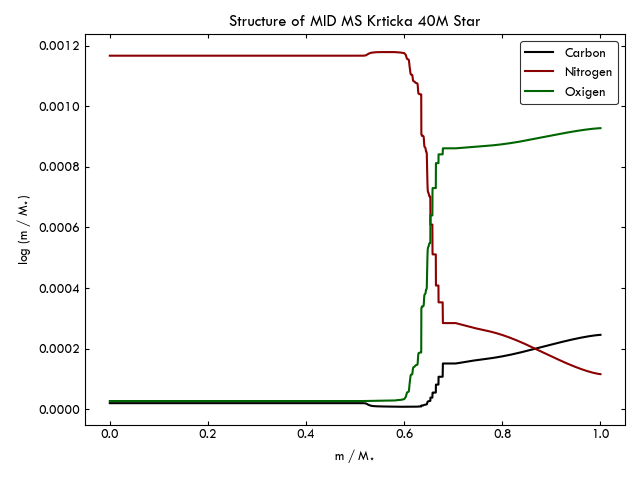 Structure of MID MS Krticka 40M Star
Carbon
Nitrogen
Oxigen
log (m / M*)
0.0012
0.0010
0.0008
0.0006
0.0004
0.0002
0.0000
0.0 0.2 0.4 0.6 0.8 1.0
m / M*